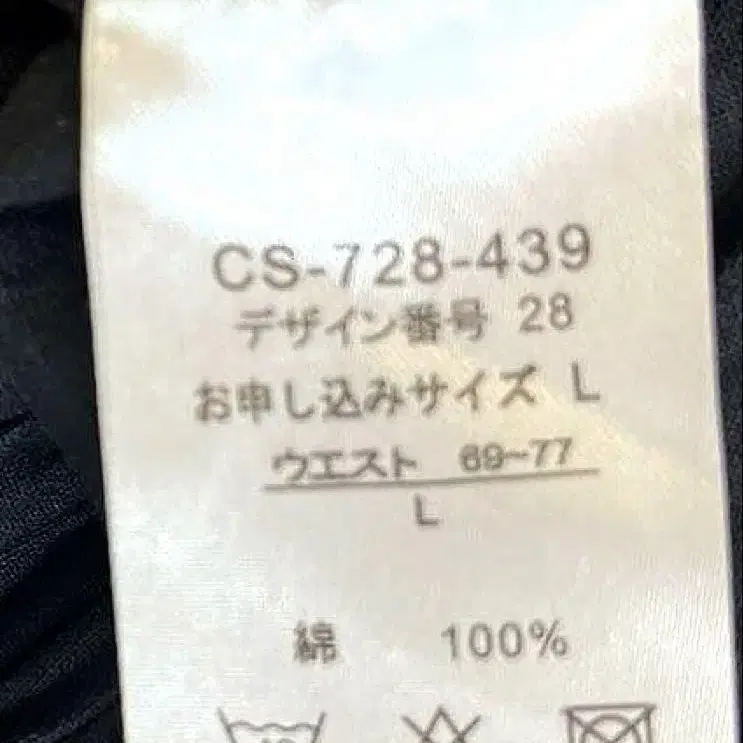 CS-728-439
デザイン番号 28
お申し込みサイズ L
ウエスト 69~77
L
綿 100%